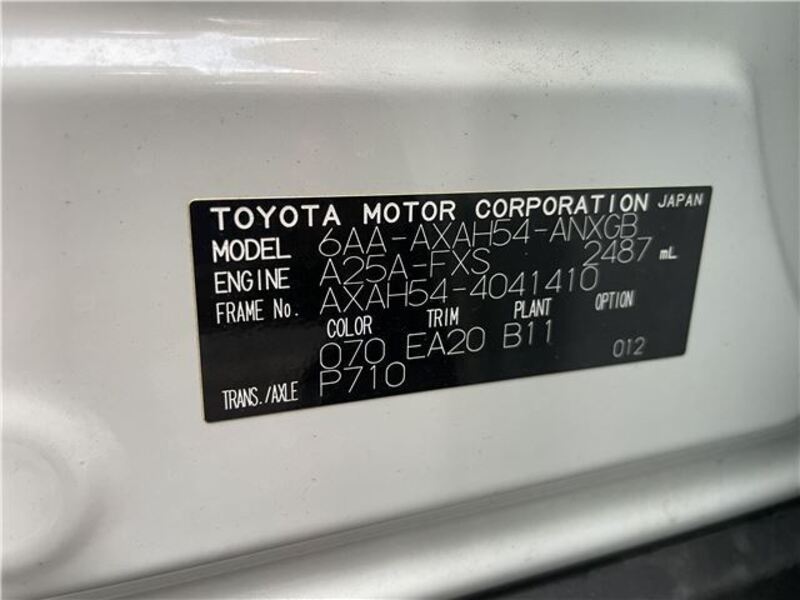 TOYOTA MOTOR CORPORATION JAPAN
MODEL 6AA-AXAH54-ANXGB
ENGINE A25A-FXS 2487 mL
FRAME No. AXAH54-4041410
COLOR TRIM PLANT OPTION
070 EA20 B11 012
TRANS./AXLE P710